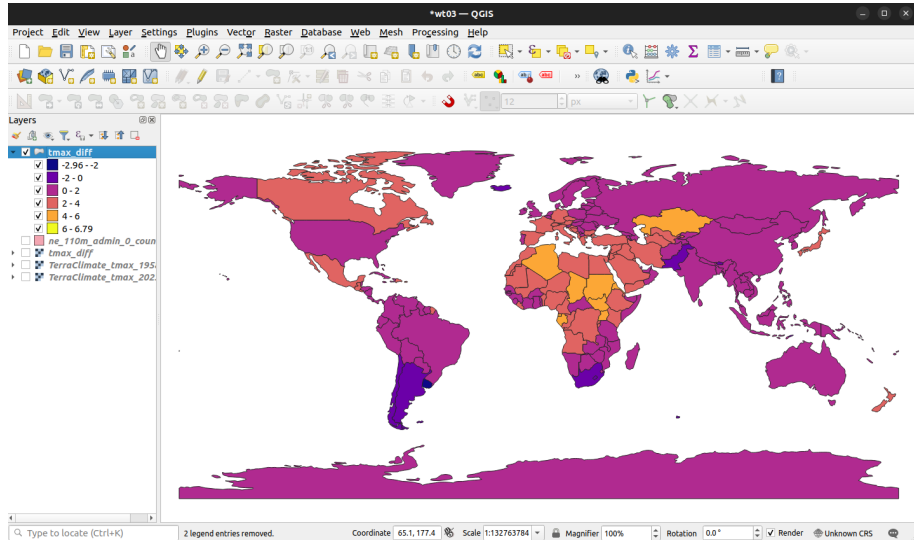 *wt03 — QGIS
Project Edit View Layer Settings Plugins Vector Raster Database Web Mesh Processing Help
abc abc abc
12 px
Layers
tmax_diff
-2.96 - -2
-2 - 0
0 - 2
2 - 4
4 - 6
6 - 6.79
ne_110m_admin_0_coun
tmax_diff
TerraClimate_tmax_195
TerraClimate_tmax_202
Type to locate (Ctrl+K) 2 legend entries removed. Coordinate 65.1,177.4 Scale 1:132763784 Magnifier 100% Rotation 0.0° Render Unknown CRS